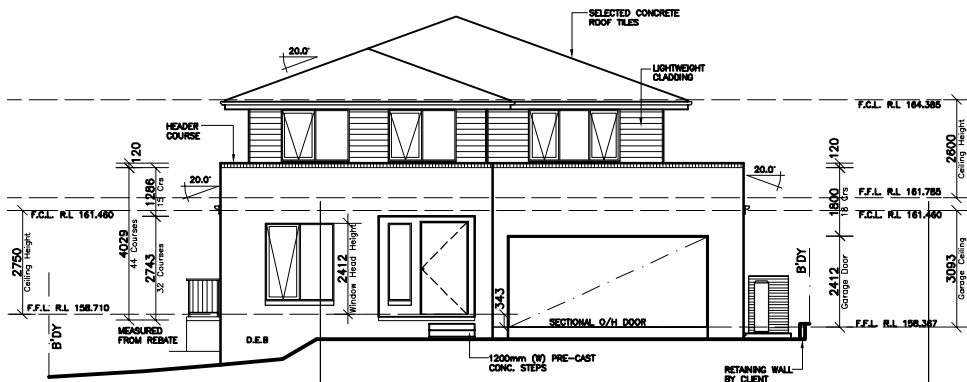 SELECTED CONCRETE
ROOF TILES
20.0°
LIGHTWEIGHT
CLADDING
F.C.L. R.L 164.385
HEADER
COURSE
120
120
2600
Ceiling Height
20.0°
20.0°
1286
15 Crs
1800
18 Crs
F.F.L. R.L 161.785
F.C.L. R.L 161.460
F.C.L. R.L 161.460
2750
Ceiling Height
4029
44 Courses
2743
32 Courses
2412
Window Head Height
343
2412
Garage Door
3093
Garage Ceiling
B'DY
F.F.L. R.L 158.710
SECTIONAL O/H DOOR
F.F.L. R.L 158.367
B'DY
MEASURED
FROM REBATE
D.E.B
1200mm (W) PRE-CAST
CONC. STEPS
RETAINING WALL
BY CLIENT